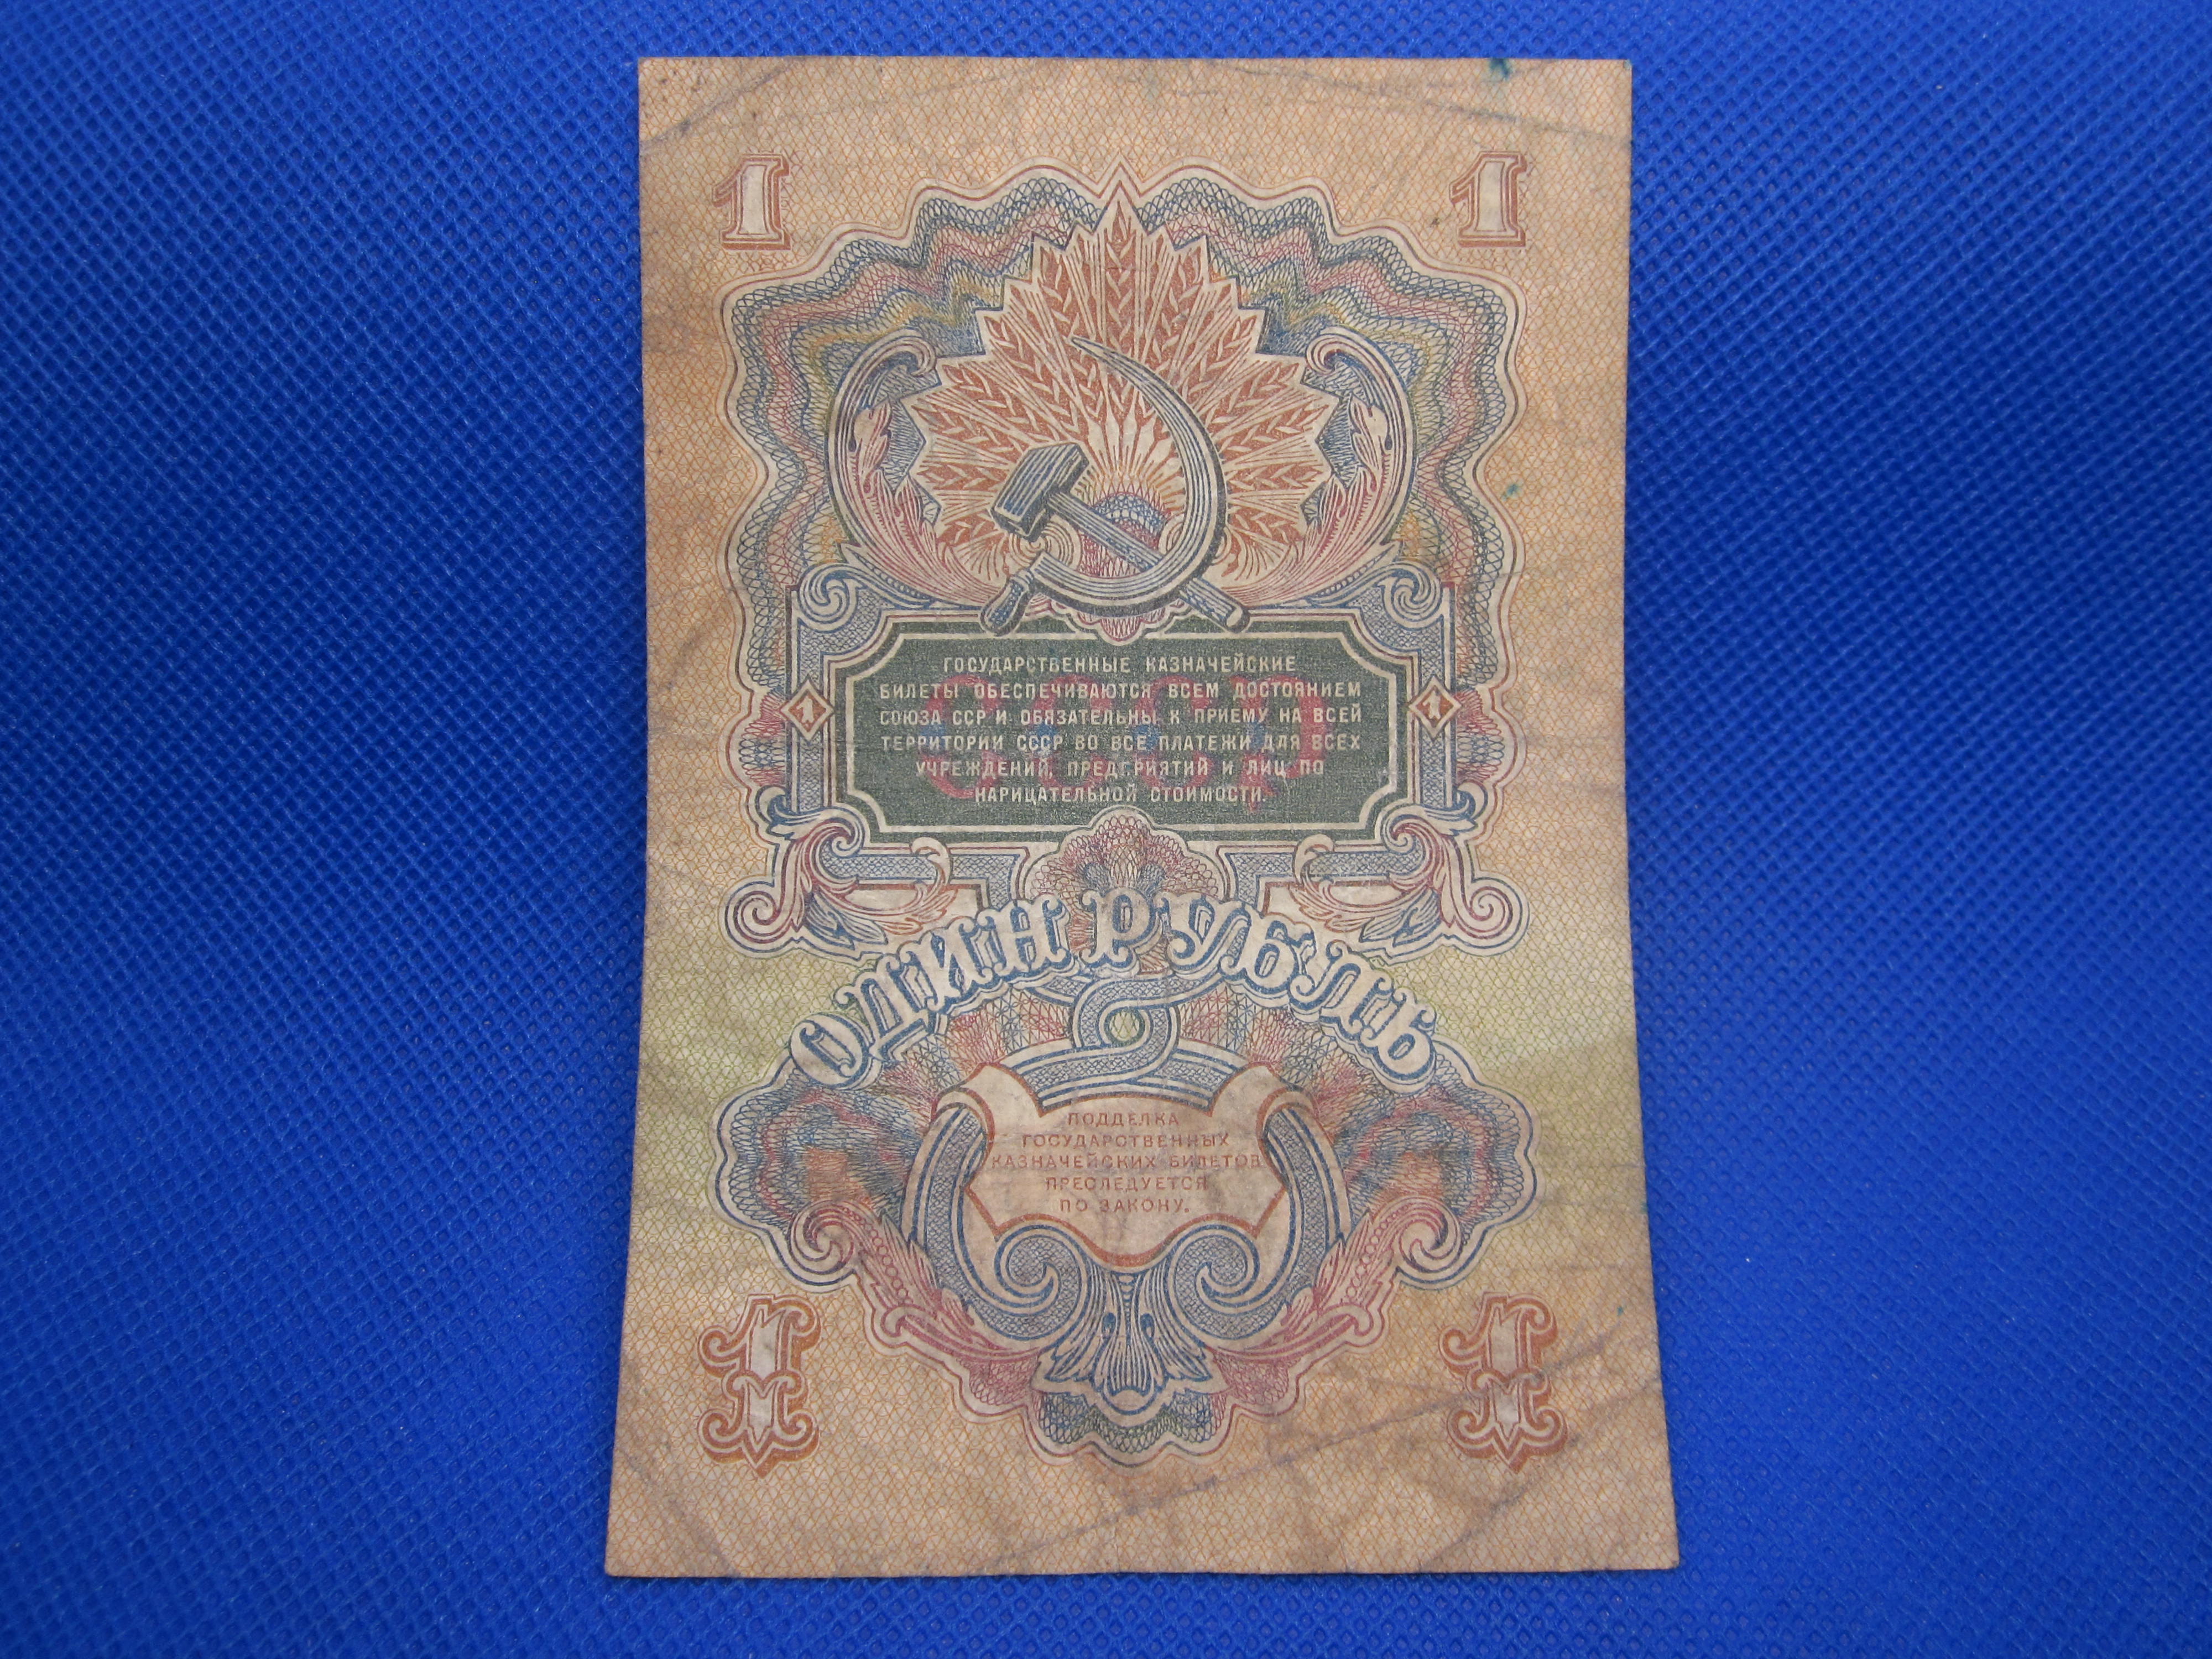 1 1
ГОСУДАРСТВЕННЫЕ КАЗНАЧЕЙСКИЕ
БИЛЕТЫ ОБЕСПЕЧИВАЮТСЯ ВСЕМ ДОСТОЯНИЕМ
СОЮЗА ССР И ОБЯЗАТЕЛЬНЫ К ПРИЕМУ НА ВСЕЙ
ТЕРРИТОРИИ СССР ВО ВСЕ ПЛАТЕЖИ ДЛЯ ВСЕХ
УЧРЕЖДЕНИЙ, ПРЕДПРИЯТИЙ И ЛИЦ ПО
НАРИЦАТЕЛЬНОЙ СТОИМОСТИ.
СССР
1 1
ОДИН РУБЛЬ
ПОДДЕЛКА
ГОСУДАРСТВЕННЫХ
КАЗНАЧЕЙСКИХ БИЛЕТОВ
ПРЕСЛЕДУЕТСЯ
ПО ЗАКОНУ.
1 1